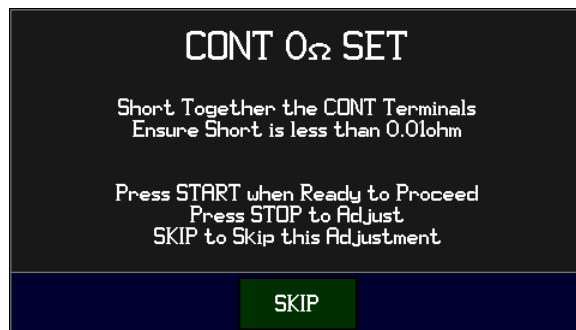 CONT 0Ω SET
Short Together the CONT Terminals
Ensure Short is less than 0.01ohm
Press START when Ready to Proceed
Press STOP to Adjust
SKIP to Skip this Adjustment
SKIP